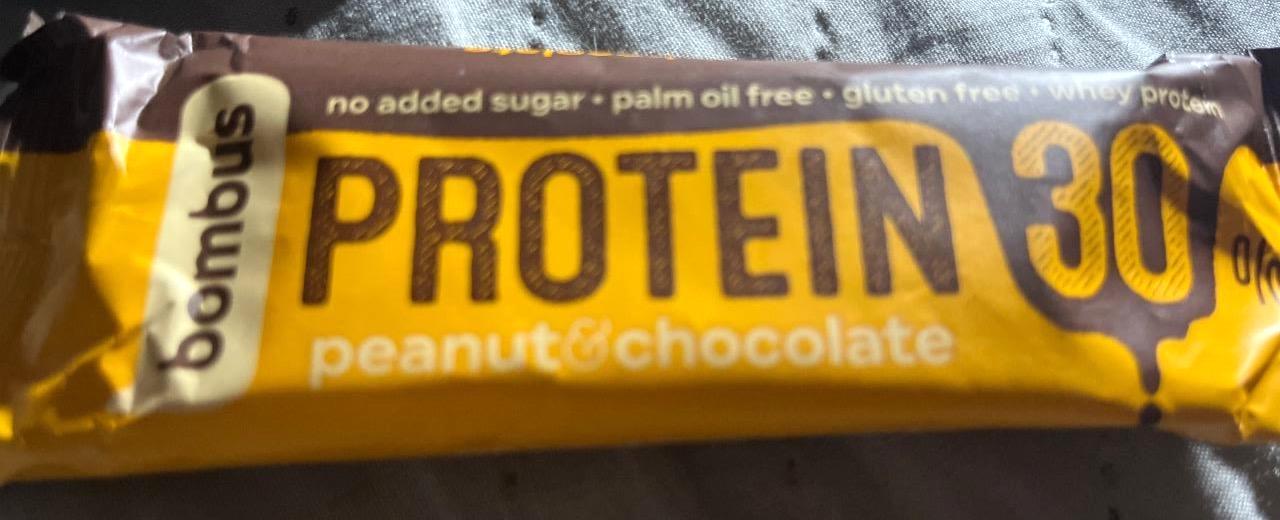 no added sugar • palm oil free • gluten free • whey protein
bombus
PROTEIN 30 %
peanut & chocolate